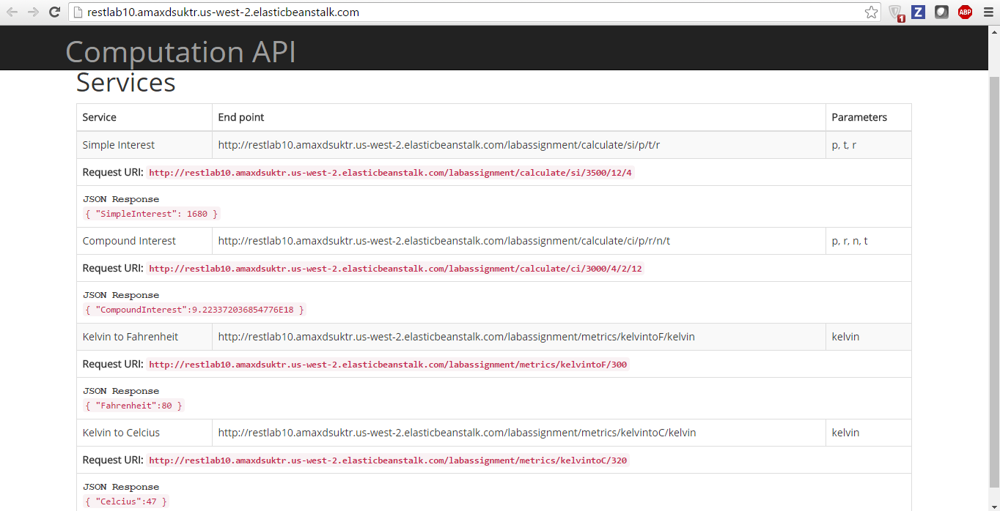 restlab10.amaxdsuktr.us-west-2.elasticbeanstalk.com
1
Z
ABP
Computation API
Services
Service End point Parameters
Simple Interest http://restlab10.amaxdsuktr.us-west-2.elasticbeanstalk.com/labassignment/calculate/si/p/t/r p, t, r
Request URI: http://restlab10.amaxdsuktr.us-west-2.elasticbeanstalk.com/labassignment/calculate/si/3500/12/4
JSON Response
{ "SimpleInterest": 1680 }
Compound Interest http://restlab10.amaxdsuktr.us-west-2.elasticbeanstalk.com/labassignment/calculate/ci/p/r/n/t p, r, n, t
Request URI: http://restlab10.amaxdsuktr.us-west-2.elasticbeanstalk.com/labassignment/calculate/ci/3000/4/2/12
JSON Response
{ "CompoundInterest":9.223372036854776E18 }
Kelvin to Fahrenheit http://restlab10.amaxdsuktr.us-west-2.elasticbeanstalk.com/labassignment/metrics/kelvintoF/kelvin kelvin
Request URI: http://restlab10.amaxdsuktr.us-west-2.elasticbeanstalk.com/labassignment/metrics/kelvintoF/300
JSON Response
{ "Fahrenheit":80 }
Kelvin to Celcius http://restlab10.amaxdsuktr.us-west-2.elasticbeanstalk.com/labassignment/metrics/kelvintoC/kelvin kelvin
Request URI: http://restlab10.amaxdsuktr.us-west-2.elasticbeanstalk.com/labassignment/metrics/kelvintoC/320
JSON Response
{ "Celcius":47 }